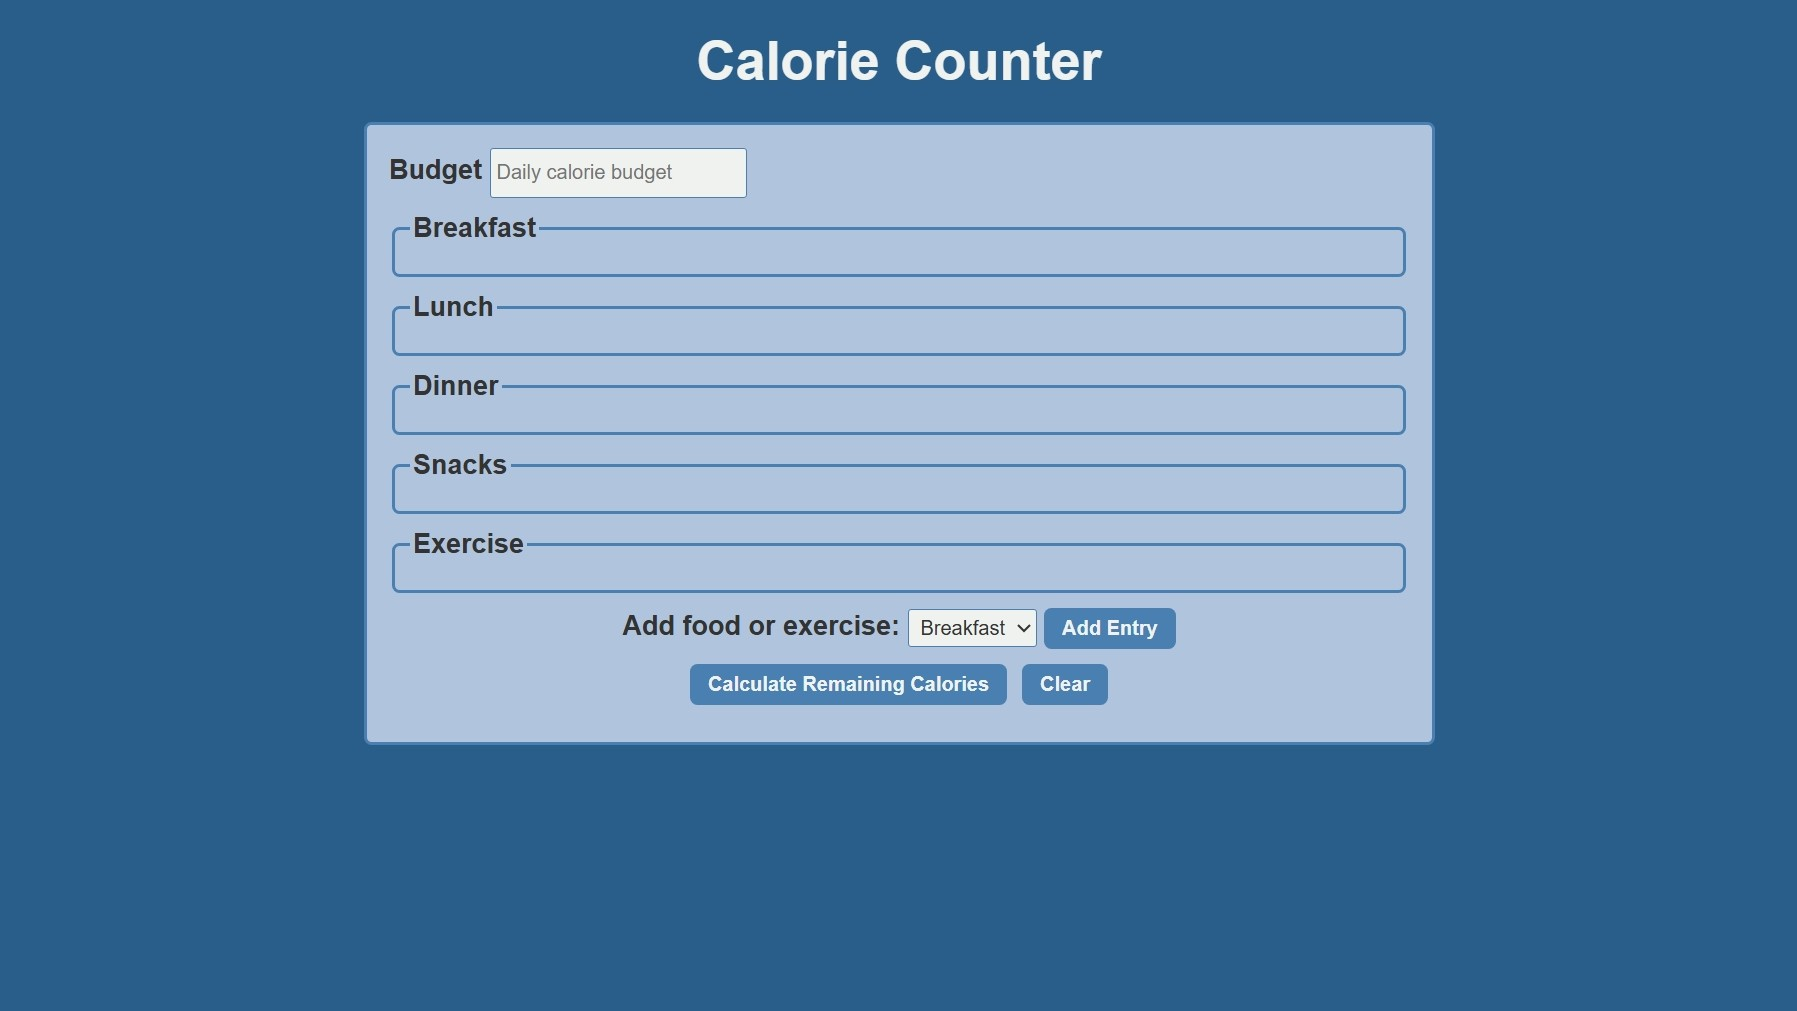 Calorie Counter
Budget Daily calorie budget
Breakfast
Lunch
Dinner
Snacks
Exercise
Add food or exercise: Breakfast Add Entry
Calculate Remaining Calories Clear